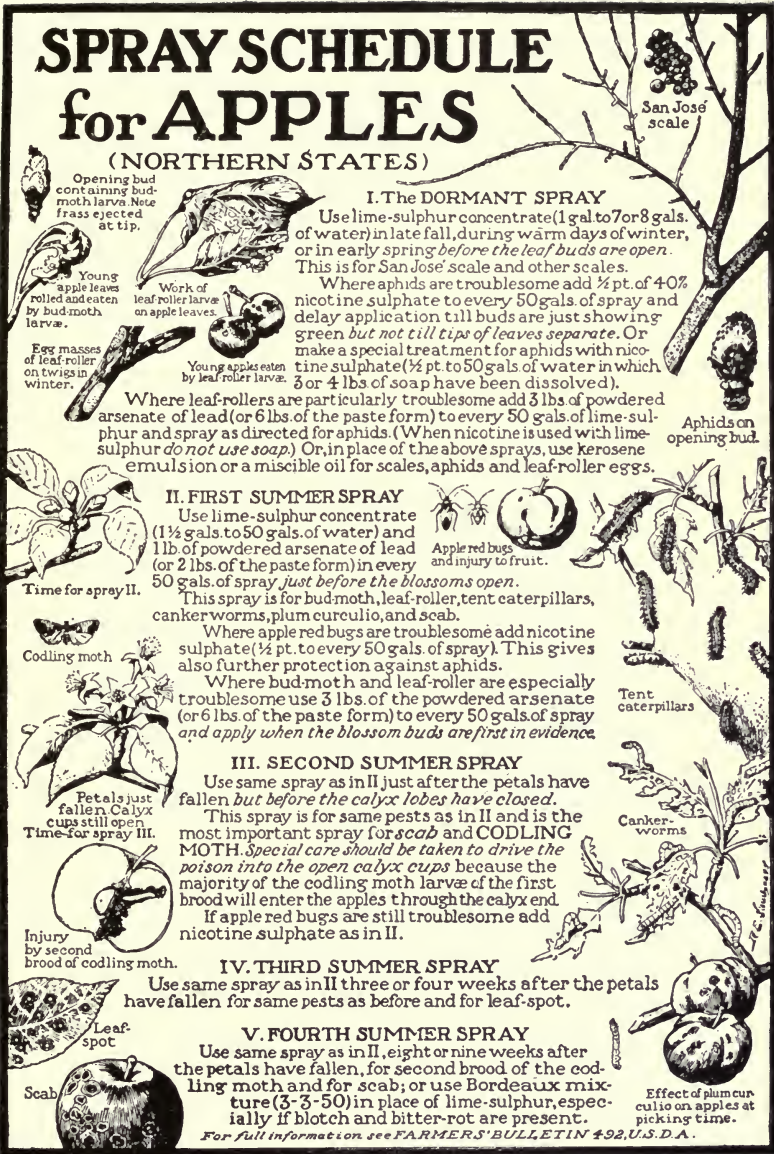 SPRAY SCHEDULE
for APPLES
(NORTHERN STATES)
San José
scale
Opening bud
containing bud-
moth larva. Note
frass ejected
at tip.
Young
apple leaves
rolled and eaten
by bud-moth
larvæ.
Work of
leaf-roller larvæ
on apple leaves.
Egg masses
of leaf-roller
on twigs in
winter.
Young apples eaten
by leaf-roller larvæ.
I. The DORMANT SPRAY
Use lime-sulphur concentrate (1 gal. to 7 or 8 gals.
of water) in late fall, during warm days of winter,
or in early spring before the leaf buds are open.
This is for San José scale and other scales.
Where aphids are troublesome add ½ pt. of 40%
nicotine sulphate to every 50 gals. of spray and
delay application till buds are just showing
green but not till tips of leaves separate. Or
make a special treatment for aphids with nico-
tine sulphate (½ pt. to 50 gals. of water in which
3 or 4 lbs. of soap have been dissolved).
Where leaf-rollers are particularly troublesome add 3 lbs. of powdered
arsenate of lead (or 6 lbs. of the paste form) to every 50 gals. of lime-sul-
phur and spray as directed for aphids. (When nicotine is used with lime-
sulphur do not use soap.) Or, in place of the above sprays, use kerosene
emulsion or a miscible oil for scales, aphids and leaf-roller eggs.
Aphids on
opening bud.
II. FIRST SUMMER SPRAY
Use lime-sulphur concentrate
(1½ gals. to 50 gals. of water) and
1 lb. of powdered arsenate of lead
(or 2 lbs. of the paste form) in every
50 gals. of spray just before the blossoms open.
This spray is for bud-moth, leaf-roller, tent caterpillars,
cankerworms, plum curculio, and scab.
Where apple red bugs are troublesome add nicotine
sulphate (½ pt. to every 50 gals. of spray). This gives
also further protection against aphids.
Where bud-moth and leaf-roller are especially
troublesome use 3 lbs. of the powdered arsenate
(or 6 lbs. of the paste form) to every 50 gals. of spray
and apply when the blossom buds are first in evidence.
Apple red bugs
and injury to fruit.
Time for spray II.
Codling moth
Tent
caterpillars
III. SECOND SUMMER SPRAY
Use same spray as in II just after the petals have
fallen but before the calyx lobes have closed.
This spray is for same pests as in II and is the
most important spray for scab and CODLING
MOTH. Special care should be taken to drive the
poison into the open calyx cups because the
majority of the codling moth larvæ of the first
brood will enter the apples through the calyx end.
If apple red bugs are still troublesome add
nicotine sulphate as in II.
Petals just
fallen. Calyx
cups still open
Time for spray III.
Canker-
worms
Injury
by second
brood of codling moth.
IV. THIRD SUMMER SPRAY
Use same spray as in II three or four weeks after the petals
have fallen for same pests as before and for leaf-spot.
Leaf-
spot
V. FOURTH SUMMER SPRAY
Use same spray as in II, eight or nine weeks after
the petals have fallen, for second brood of the cod-
ling moth and for scab; or use Bordeaux mix-
ture (3-3-50) in place of lime-sulphur, espec-
ially if blotch and bitter-rot are present.
Scab
Effect of plum cur-
culio on apples at
picking time.
For full information see FARMERS' BULLETIN 492, U.S.D.A.